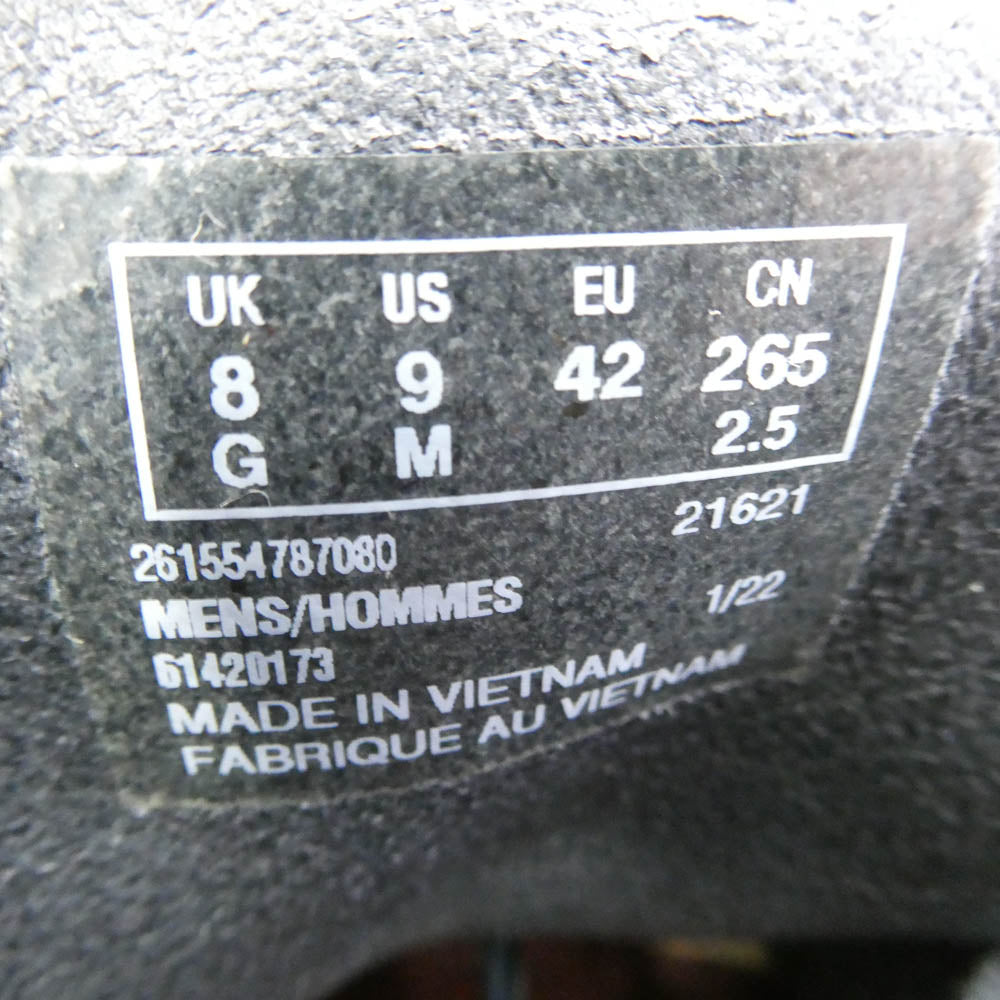 UK US EU CN
8 9 42 265
G M 2.5
21621
261554787080
MENS/HOMMES
1/22
61420173
MADE IN VIETNAM
FABRIQUE AU VIETNAM